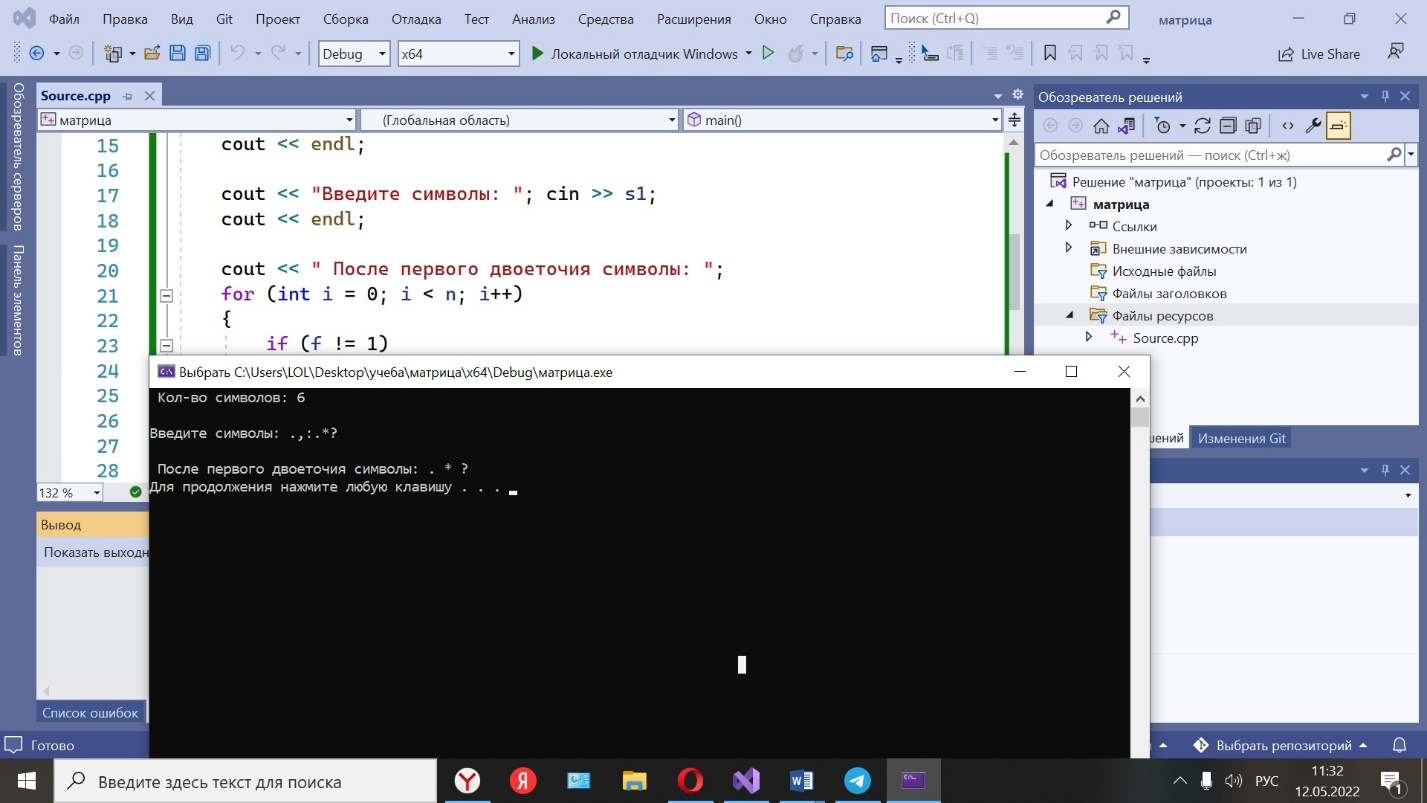 Файл Правка Вид Git Проект Сборка Отладка Тест Анализ Средства Расширения Окно Справка Поиск (Ctrl+Q) матрица
Debug x64 Локальный отладчик Windows Live Share
Обозреватель серверов
Панель элементов
Source.cpp
матрица (Глобальная область) main()
15 cout << endl;
16
17 cout << "Введите символы: "; cin >> s1;
18 cout << endl;
19
20 cout << " После первого двоеточия символы: ";
21 for (int i = 0; i < n; i++)
22 {
23 if (f != 1)
24
25
26
27
28
132 %
Вывод
Показать выходн
Список ошибок
Обозреватель решений
Обозреватель решений — поиск (Ctrl+ж)
Решение "матрица" (проекты: 1 из 1)
матрица
Ссылки
Внешние зависимости
Исходные файлы
Файлы заголовков
Файлы ресурсов
Source.cpp
шений Изменения Git
Выбрать C:\Users\LOL\Desktop\учеба\матрица\x64\Debug\матрица.exe
Кол-во символов: 6
Введите символы: .,:.*?
После первого двоеточия символы: . * ?
Для продолжения нажмите любую клавишу . . .
Готово Выбрать репозиторий
Введите здесь текст для поиска
РУС
11:32
12.05.2022
1